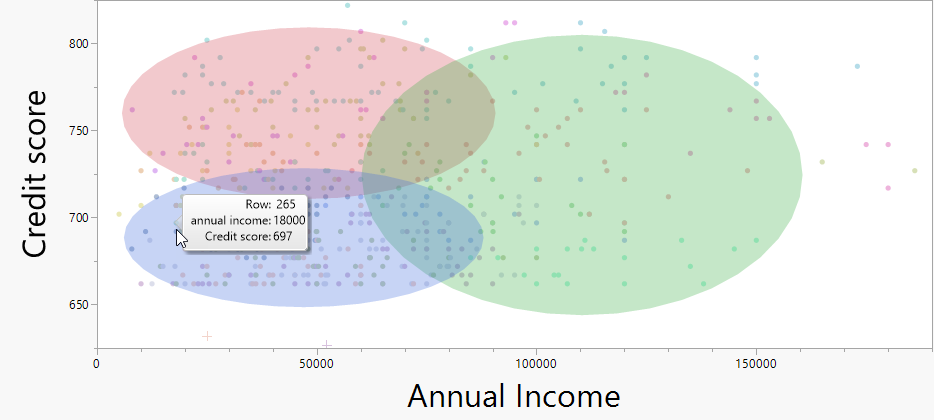 Credit score
800
750
700
650
Row: 265
annual income: 18000
Credit score: 697
0 50000 100000 150000
Annual Income